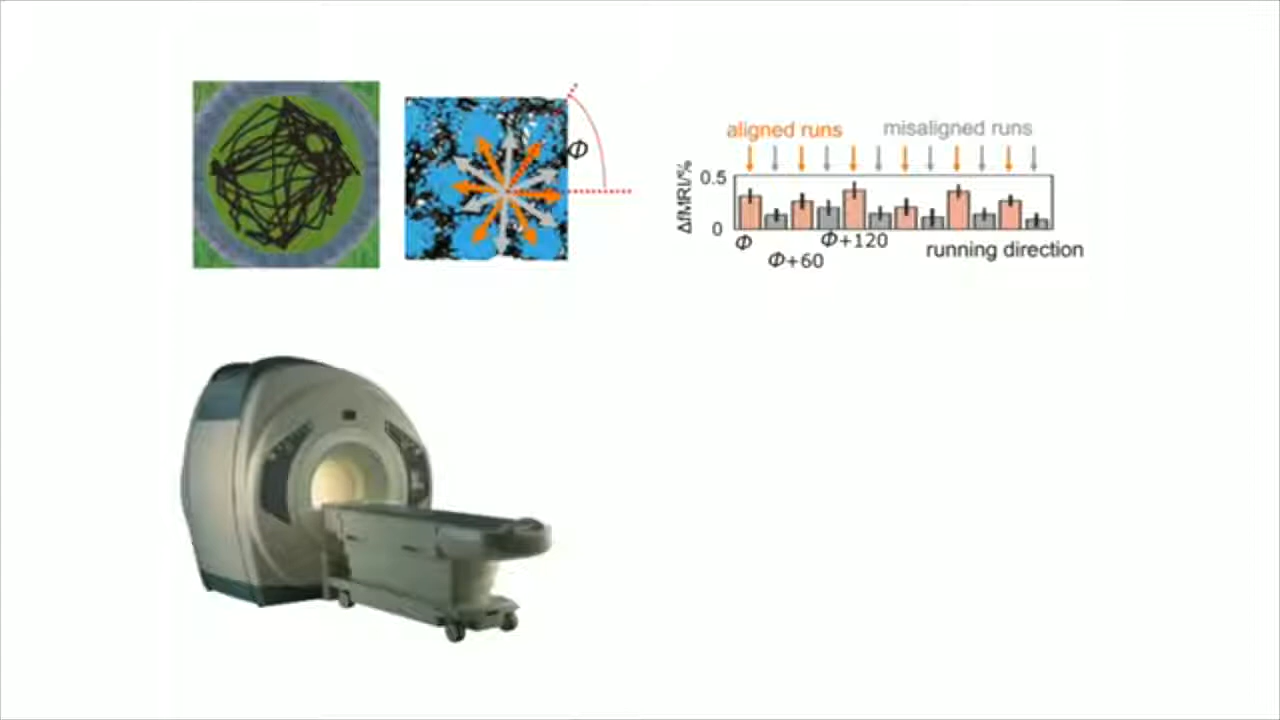 aligned runs
misaligned runs
Φ
ΔfMRI/%
0.5
0
Φ
Φ+60
Φ+120
running direction